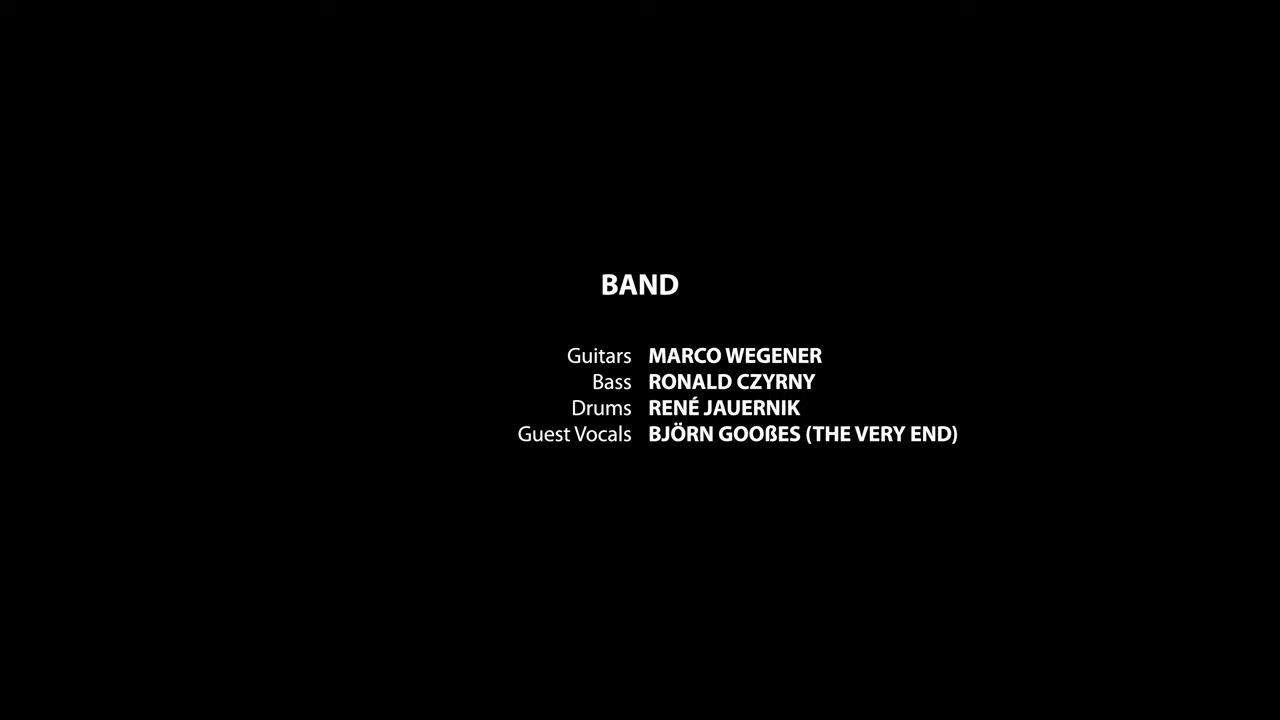 BAND
Guitars MARCO WEGENER
Bass RONALD CZYRNY
Drums RENÉ JAUERNIK
Guest Vocals BJÖRN GOOßES (THE VERY END)